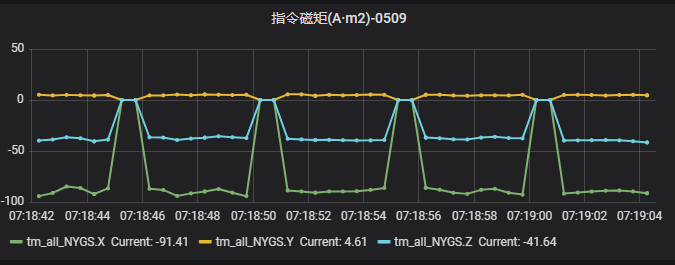 指令磁矩(A·m2)-0509
50
0
-50
-100
07:18:42 07:18:44 07:18:46 07:18:48 07:18:50 07:18:52 07:18:54 07:18:56 07:18:58 07:19:00 07:19:02 07:19:04
tm_all_NYGS.X Current: -91.41 tm_all_NYGS.Y Current: 4.61 tm_all_NYGS.Z Current: -41.64